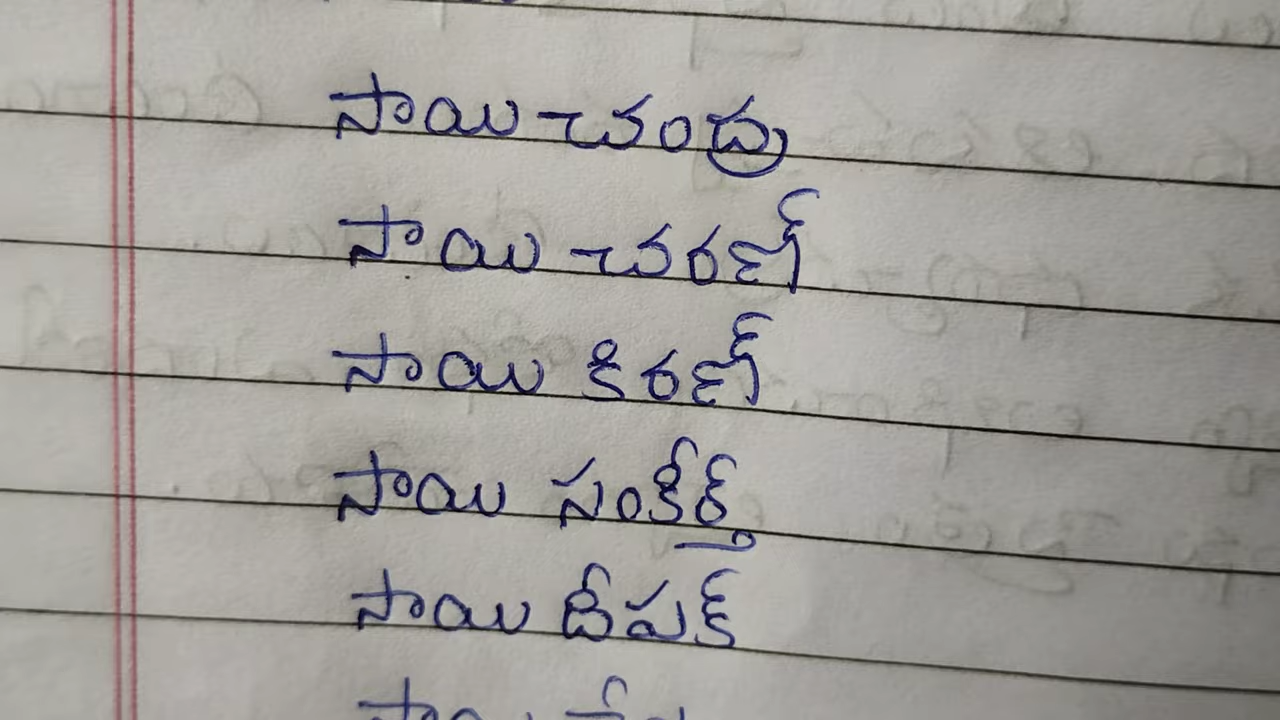 సాయి చంద్రు
సాయి చరణ్
సాయి కిరణ్
సాయి సంకీర్త్
సాయి దీపక్
సాయి